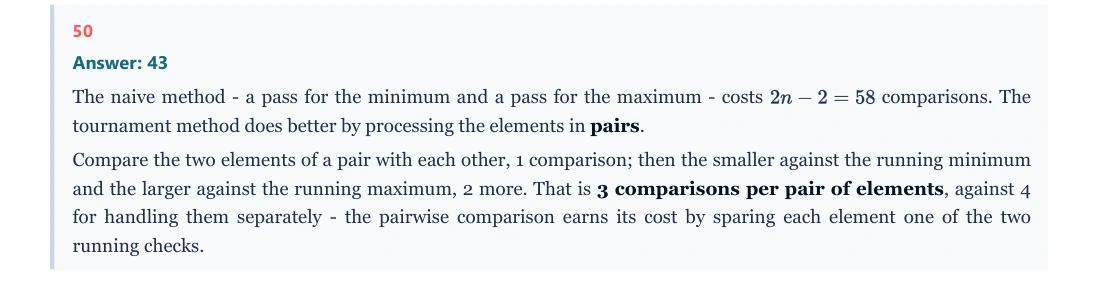 50
Answer: 43
The naive method - a pass for the minimum and a pass for the maximum - costs 2n − 2 = 58 comparisons. The
tournament method does better by processing the elements in pairs.
Compare the two elements of a pair with each other, 1 comparison; then the smaller against the running minimum
and the larger against the running maximum, 2 more. That is 3 comparisons per pair of elements, against 4
for handling them separately - the pairwise comparison earns its cost by sparing each element one of the two
running checks.